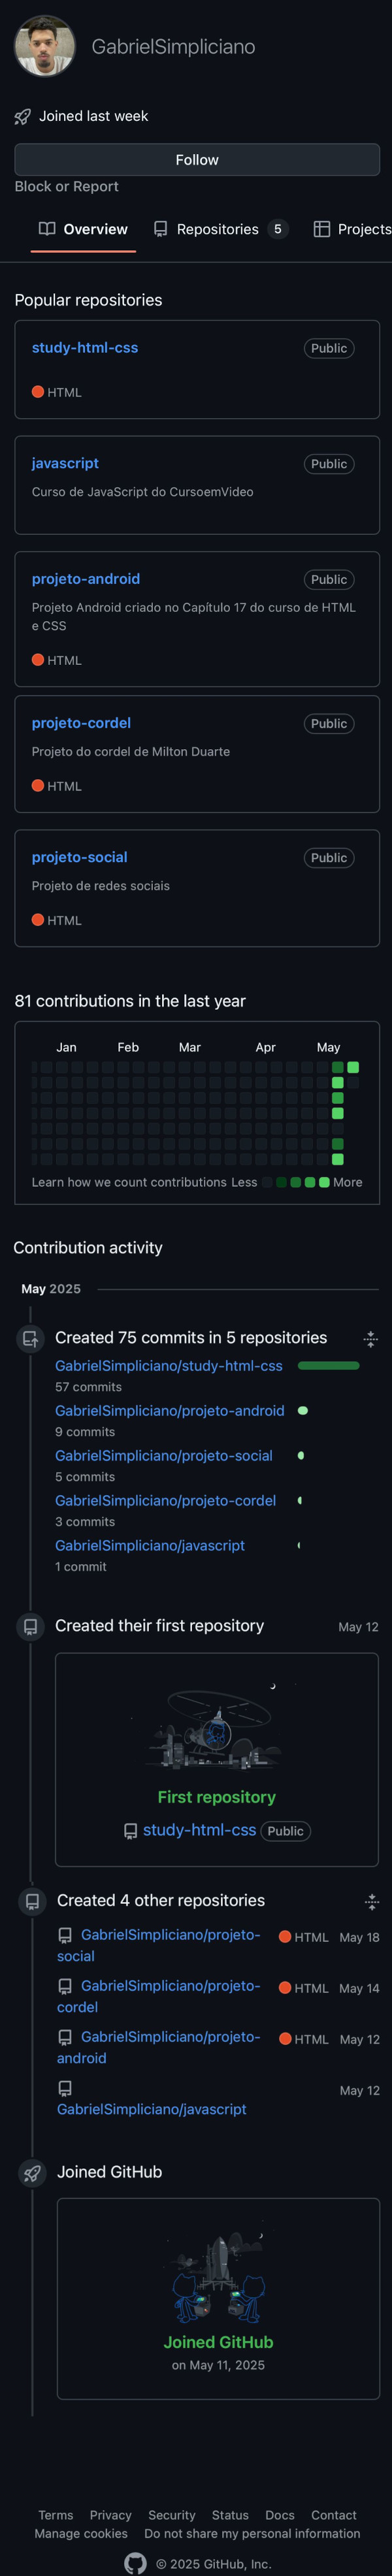 GabrielSimpliciano
Joined last week
Follow
Block or Report
Overview Repositories 5 Projects
Popular repositories
study-html-css Public
HTML
javascript Public
Curso de JavaScript do CursoemVideo
projeto-android Public
Projeto Android criado no Capítulo 17 do curso de HTML
e CSS
HTML
projeto-cordel Public
Projeto do cordel de Milton Duarte
HTML
projeto-social Public
Projeto de redes sociais
HTML
81 contributions in the last year
Jan Feb Mar Apr May
Learn how we count contributions Less More
Contribution activity
May 2025
Created 75 commits in 5 repositories
GabrielSimpliciano/study-html-css
57 commits
GabrielSimpliciano/projeto-android
9 commits
GabrielSimpliciano/projeto-social
5 commits
GabrielSimpliciano/projeto-cordel
3 commits
GabrielSimpliciano/javascript
1 commit
Created their first repository May 12
First repository
study-html-css Public
Created 4 other repositories
GabrielSimpliciano/projeto- HTML May 18
social
GabrielSimpliciano/projeto- HTML May 14
cordel
GabrielSimpliciano/projeto- HTML May 12
android
May 12
GabrielSimpliciano/javascript
Joined GitHub
Joined GitHub
on May 11, 2025
Terms Privacy Security Status Docs Contact
Manage cookies Do not share my personal information
© 2025 GitHub, Inc.